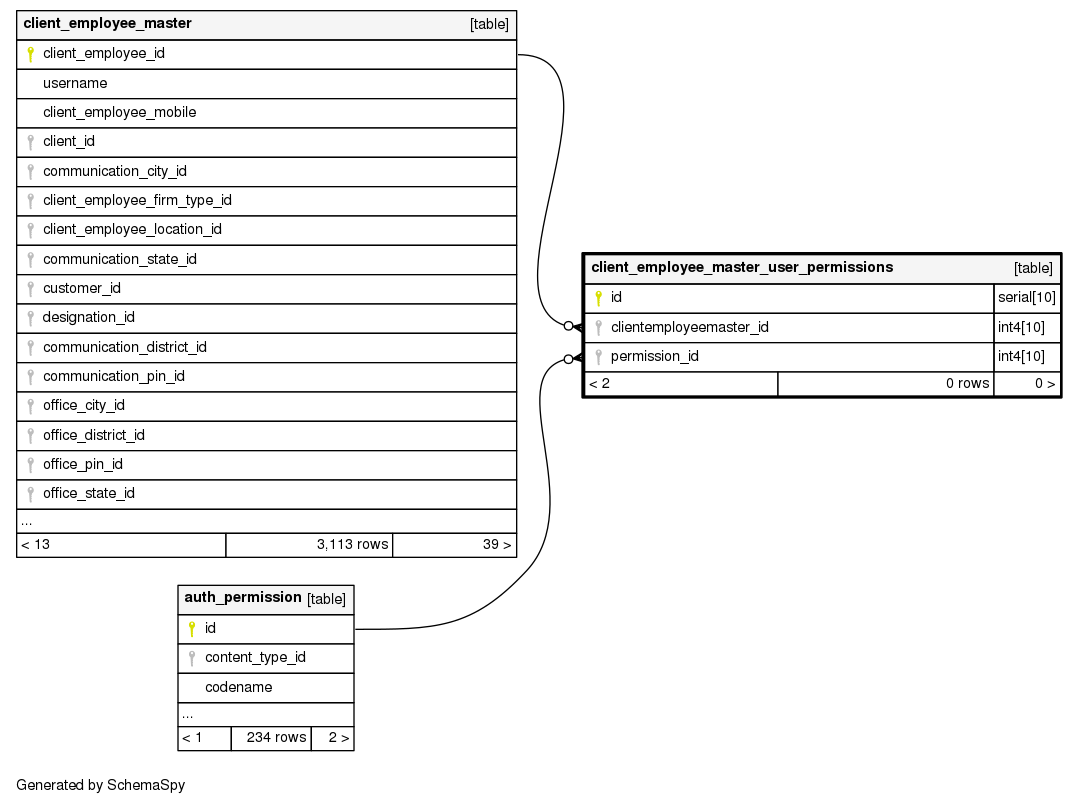 client_employee_master [table]
client_employee_id
username
client_employee_mobile
client_id
communication_city_id
client_employee_firm_type_id
client_employee_location_id
communication_state_id
customer_id
designation_id
communication_district_id
communication_pin_id
office_city_id
office_district_id
office_pin_id
office_state_id
...
< 13 3,113 rows 39 >
client_employee_master_user_permissions [table]
id serial[10]
clientemployeemaster_id int4[10]
permission_id int4[10]
< 2 0 rows 0 >
auth_permission [table]
id
content_type_id
codename
...
< 1 234 rows 2 >
Generated by SchemaSpy